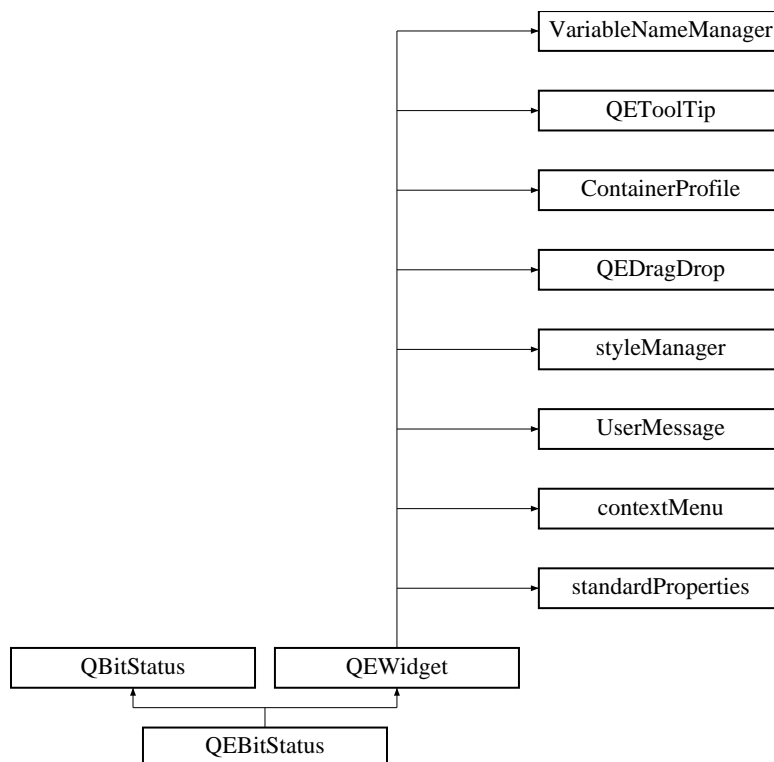 VariableNameManager
QEToolTip
ContainerProfile
QEDragDrop
styleManager
UserMessage
contextMenu
standardProperties
QBitStatus
QEWidget
QEBitStatus